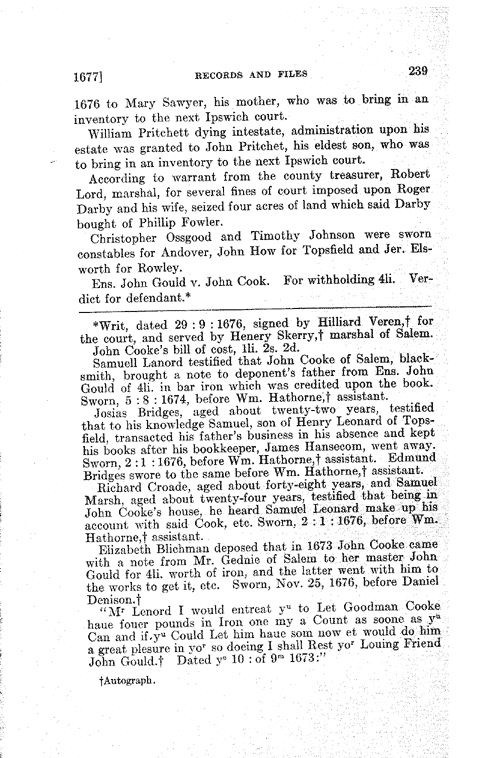 1677] RECORDS AND FILES 239
1676 to Mary Sawyer, his mother, who was to bring in an
inventory to the next Ipswich court.
William Pritchett dying intestate, administration upon his
estate was granted to John Pritchet, his eldest son, who was
to bring in an inventory to the next Ipswich court.
According to warrant from the county treasurer, Robert
Lord, marshal, for several fines of court imposed upon Roger
Darby and his wife, seized four acres of land which said Darby
bought of Phillip Fowler.
Christopher Ossgood and Timothy Johnson were sworn
constables for Andover, John How for Topsfield and Jer. Els-
worth for Rowley.
Ens. John Gould v. John Cook. For withholding 4li. Ver-
dict for defendant.*
*Writ, dated 29 : 9 : 1676, signed by Hilliard Veren,† for
the court, and served by Henery Skerry,† marshal of Salem.
John Cooke's bill of cost, 1li. 2s. 2d.
Samuell Lanord testified that John Cooke of Salem, black-
smith, brought a note to deponent's father from Ens. John
Gould of 4li. in bar iron which was credited upon the book.
Sworn, 5 : 8 : 1674, before Wm. Hathorne,† assistant.
Josias Bridges, aged about twenty-two years, testified
that to his knowledge Samuel, son of Henery Leonard of Tops-
field, transacted his father's business in his absence and kept
his books after his bookkeeper, James Hansecom, went away.
Sworn, 2 : 1 : 1676, before Wm. Hathorne,† assistant. Edmund
Bridges swore to the same before Wm. Hathorne,† assistant.
Richard Croade, aged about forty-eight years, and Samuel
Marsh, aged about twenty-four years, testified that being in
John Cooke's house, he heard Samuel Leonard make up his
account with said Cook, etc. Sworn, 2 : 1 : 1676, before Wm.
Hathorne,† assistant.
Elizabeth Blichman deposed that in 1673 John Cooke came
with a note from Mr. Gednie of Salem to her master John
Gould for 4li. worth of iron, and the latter went with him to
the works to get it, etc. Sworn, Nov. 25, 1676, before Daniel
Denison.†
"Mʳ Lenord I would entreat yᵘ to Let Goodman Cooke
haue fouer pounds in Iron one my a Count as soone as yᵘ
Can and if yᵘ Could Let him haue som now et would do him
a great plesure in yoʳ so doeing I shall Rest yoʳ Louing Friend
John Gould.† Dated yᵉ 10 : of 9ᵐ 1673:"
†Autograph.